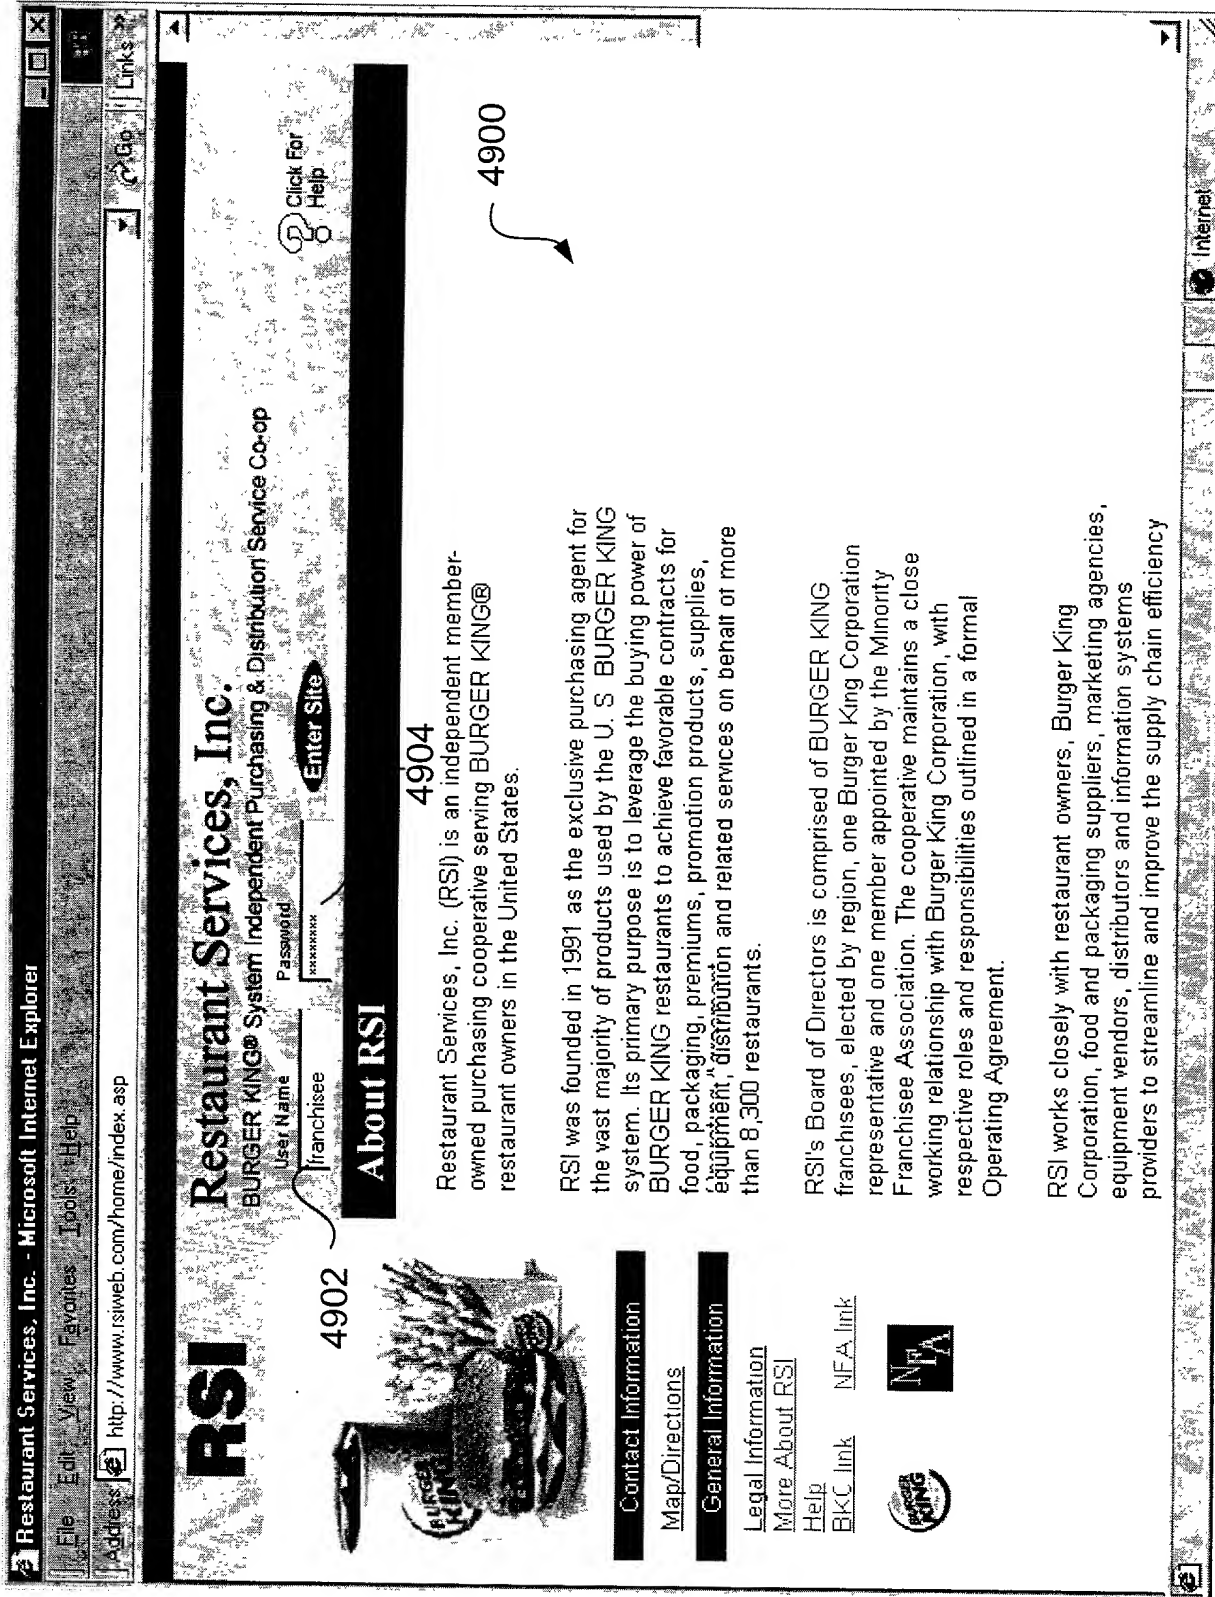 Restaurant Services, Inc. - Microsoft Internet Explorer
File Edit View Favorites Tools Help
Address http://www.rsiweb.com/home/index.asp Go Links »
RSI
Restaurant Services, Inc.
BURGER KING® System Independent Purchasing & Distribution Service Co-op
User Name Password
franchisee xxxxxxxxx Enter Site
Click For
Help
4902
4904
4900
About RSI
BURGER
KING
Contact Information
Map/Directions
General Information
Legal Information
More About RSI
Help
BKC link NFA link
BURGER
KING
NFA
Restaurant Services, Inc. (RSI) is an independent member-
owned purchasing cooperative serving BURGER KING®
restaurant owners in the United States.
RSI was founded in 1991 as the exclusive purchasing agent for
the vast majority of products used by the U. S. BURGER KING
system. Its primary purpose is to leverage the buying power of
BURGER KING restaurants to achieve favorable contracts for
food, packaging, premiums, promotion products, supplies,
equipment, distribution and related services on behalf of more
than 8,300 restaurants.
RSI's Board of Directors is comprised of BURGER KING
franchisees, elected by region, one Burger King Corporation
representative and one member appointed by the Minority
Franchisee Association. The cooperative maintains a close
working relationship with Burger King Corporation, with
respective roles and responsibilities outlined in a formal
Operating Agreement.
RSI works closely with restaurant owners, Burger King
Corporation, food and packaging suppliers, marketing agencies,
equipment vendors, distributors and information systems
providers to streamline and improve the supply chain efficiency
Internet